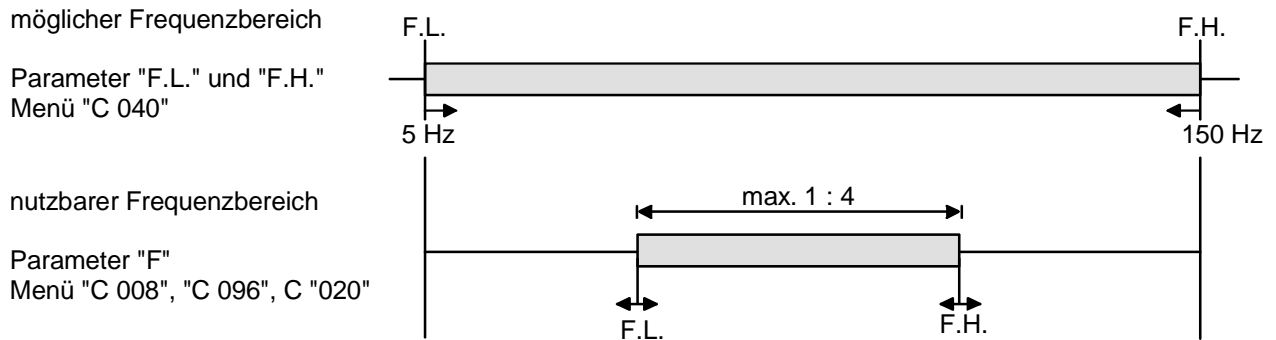 möglicher Frequenzbereich
F.L.
F.H.
Parameter "F.L." und "F.H."
Menü "C 040"
5 Hz
150 Hz
nutzbarer Frequenzbereich
max. 1 : 4
Parameter "F"
Menü "C 008", "C 096", C "020"
F.L.
F.H.